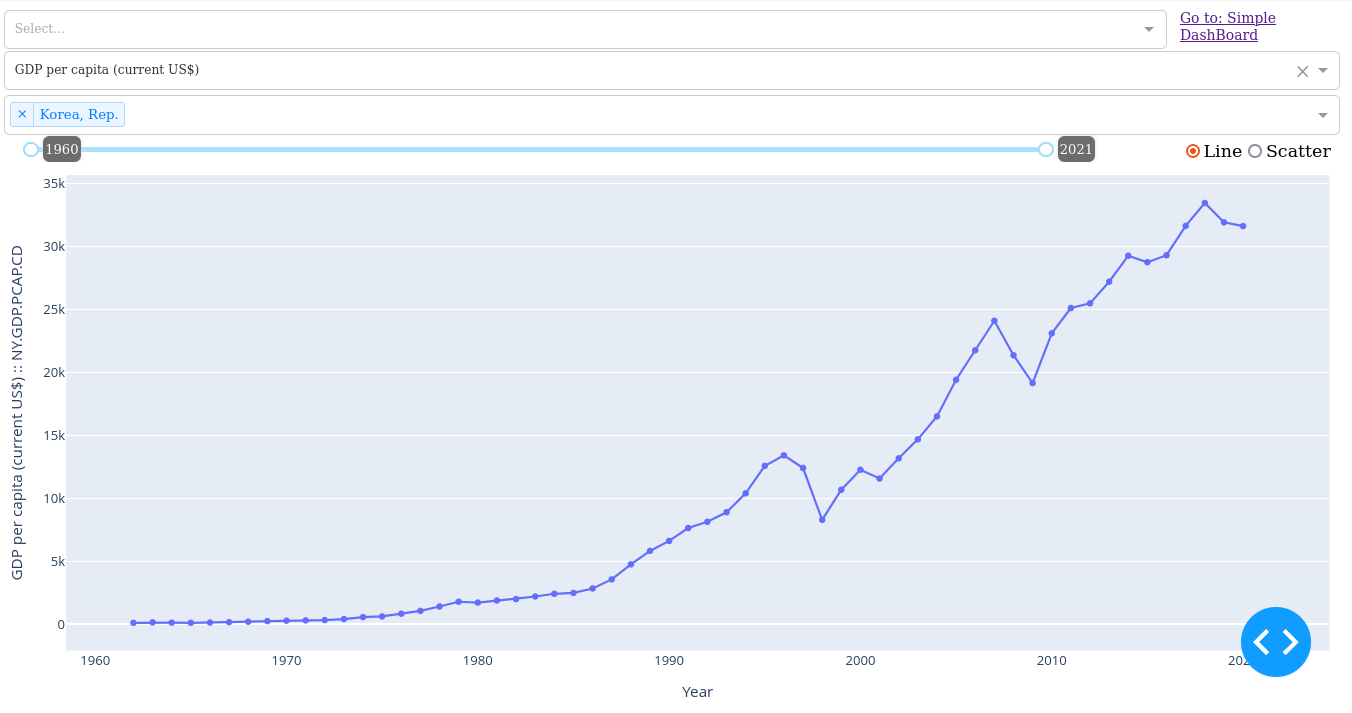 Select...
Go to: Simple
DashBoard
GDP per capita (current US$)
× Korea, Rep.
1960
2021
Line
Scatter
35k
30k
25k
20k
15k
10k
5k
0
GDP per capita (current US$) :: NY.GDP.PCAP.CD
1960 1970 1980 1990 2000 2010
Year